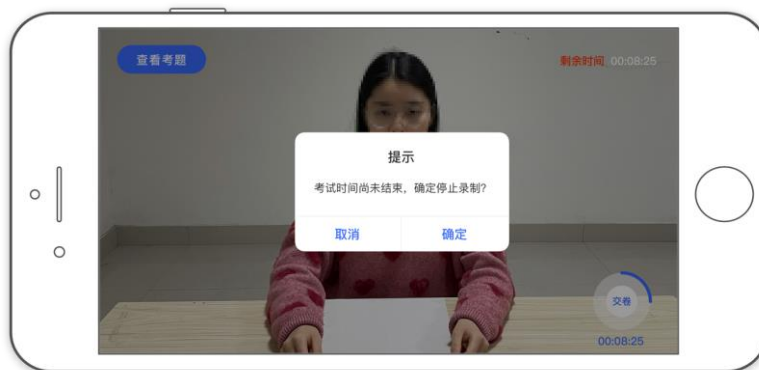 查看考题
剩余时间 00:08:25
提示
考试时间尚未结束，确定停止录制？
取消
确定
交卷
00:08:25